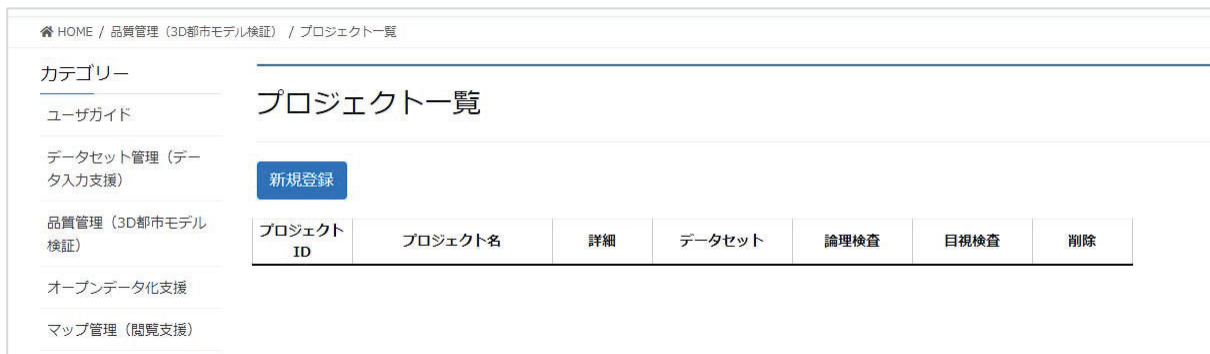 HOME / 品質管理（3D都市モデル検証） / プロジェクト一覧
カテゴリー
ユーザガイド
データセット管理（デー
タ入力支援）
品質管理（3D都市モデル
検証）
オープンデータ化支援
マップ管理（閲覧支援）
プロジェクト一覧
新規登録
プロジェクト
ID
プロジェクト名
詳細
データセット
論理検査
目視検査
削除